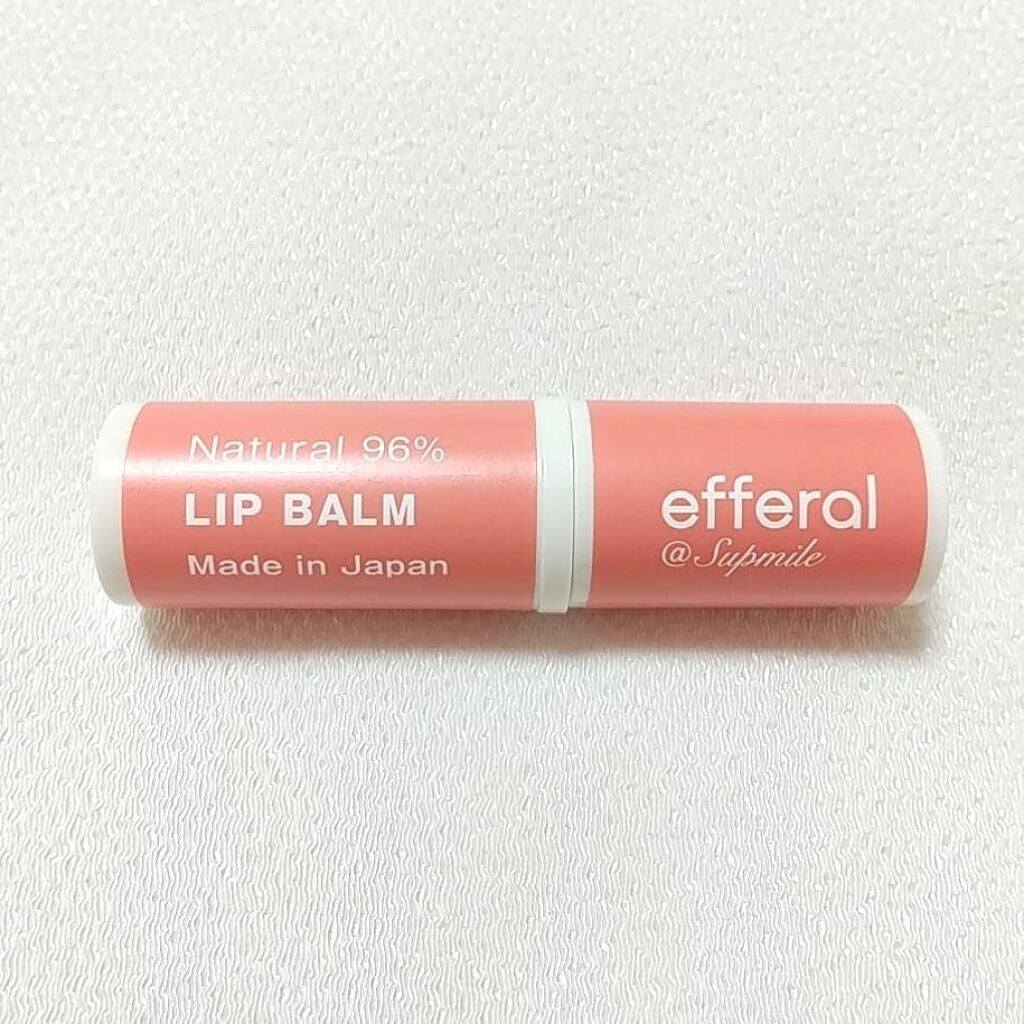 Natural 96%
LIP BALM
Made in Japan
efferal
@Supmile